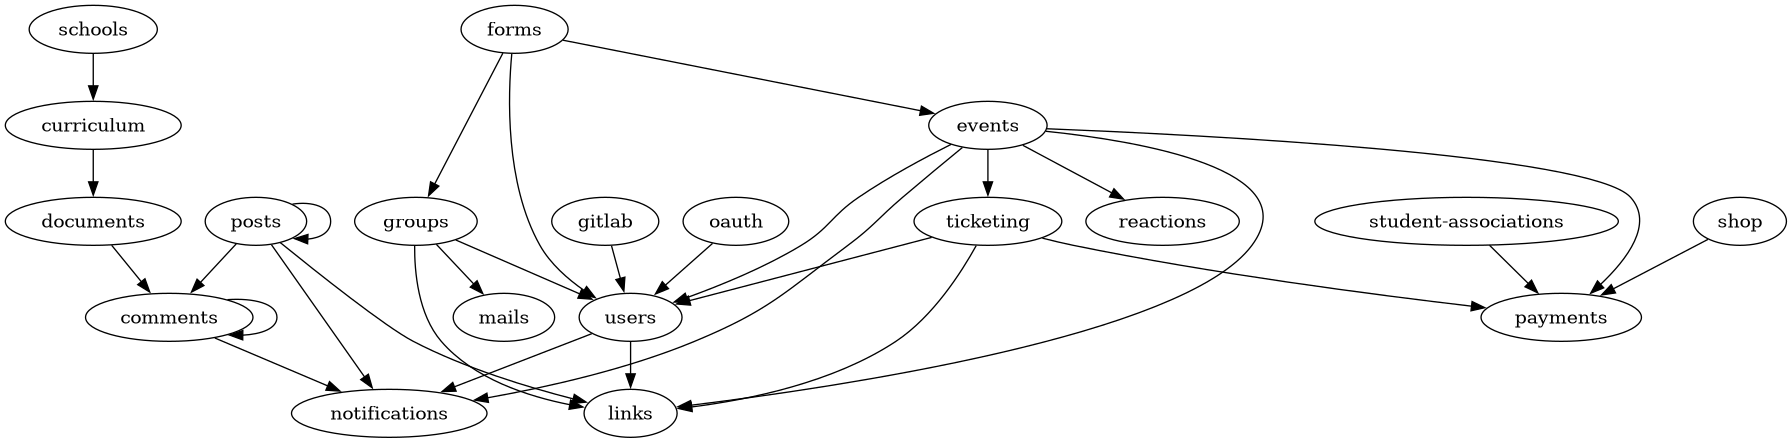 schools
forms
curriculum
events
documents
posts
groups
gitlab
oauth
ticketing
reactions
student-associations
shop
comments
mails
users
payments
notifications
links